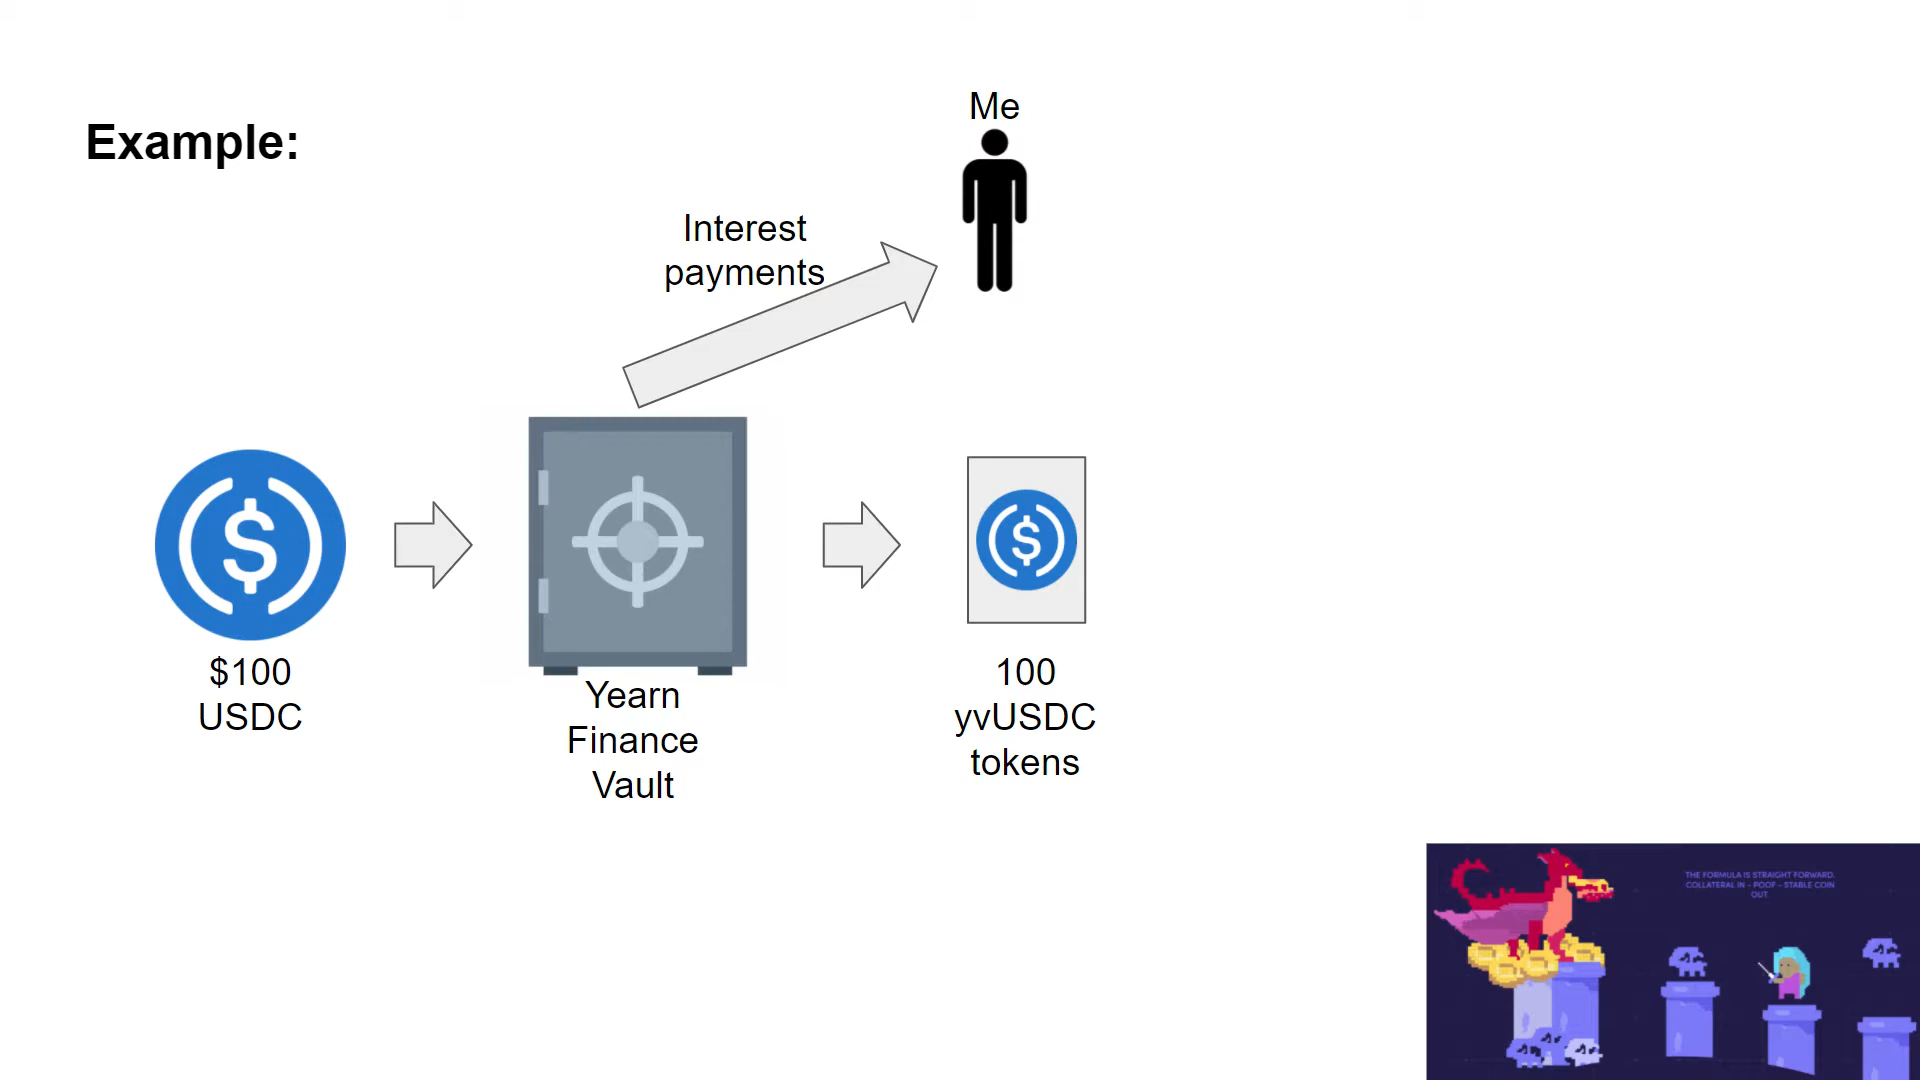 Example:
Me
Interest
payments
$100
USDC
Yearn
Finance
Vault
100
yvUSDC
tokens
THE FORMULA IS STRAIGHT FORWARD.
COLLATERAL IN - POOF - STABLE COIN
OUT.